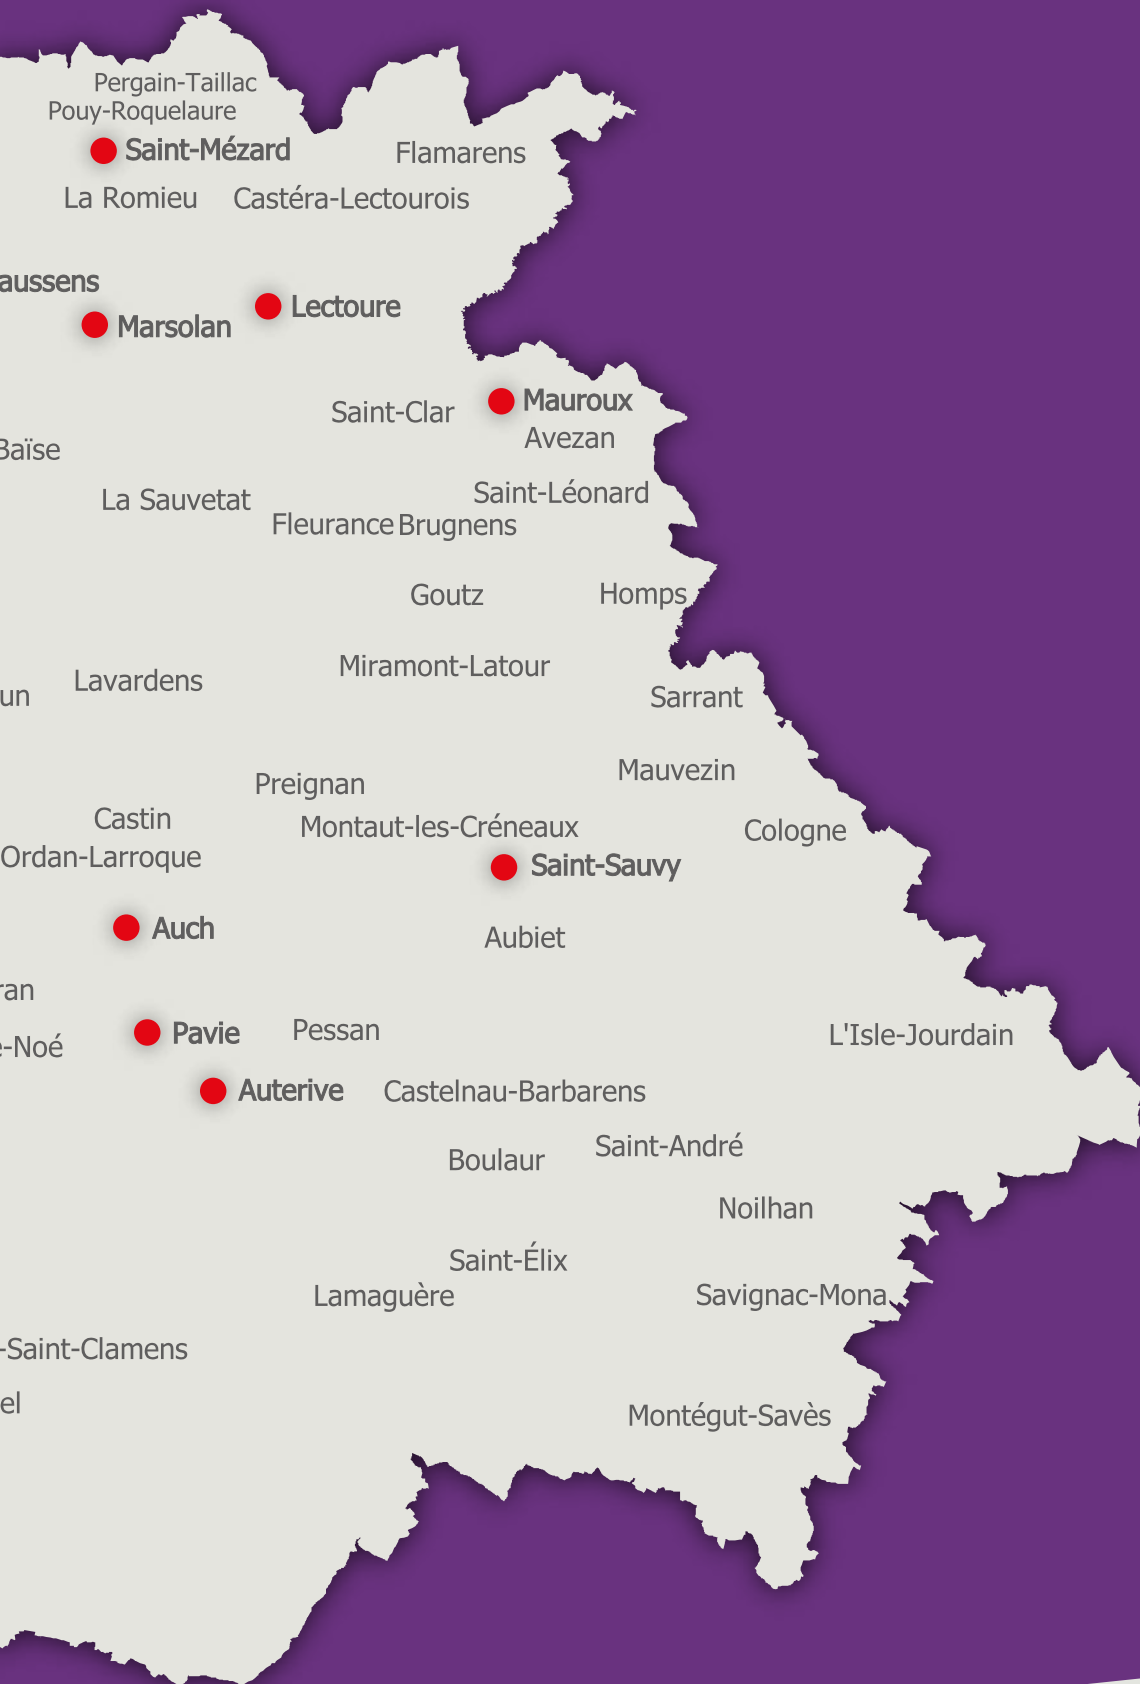 Pergain-Taillac
Pouy-Roquelaure
Saint-Mézard
Flamarens
La Romieu
Castéra-Lectourois
aussens
Lectoure
Marsolan
Mauroux
Saint-Clar
Avezan
Baïse
Saint-Léonard
La Sauvetat
Fleurance
Brugnens
Goutz
Homps
Miramont-Latour
Lavardens
un
Sarrant
Mauvezin
Preignan
Castin
Montaut-les-Créneaux
Cologne
Ordan-Larroque
Saint-Sauvy
Auch
Aubiet
ran
Pavie
Pessan
L'Isle-Jourdain
e-Noé
Auterive
Castelnau-Barbarens
Saint-André
Boulaur
Noilhan
Saint-Élix
Lamaguère
Savignac-Mona
-Saint-Clamens
el
Montégut-Savès